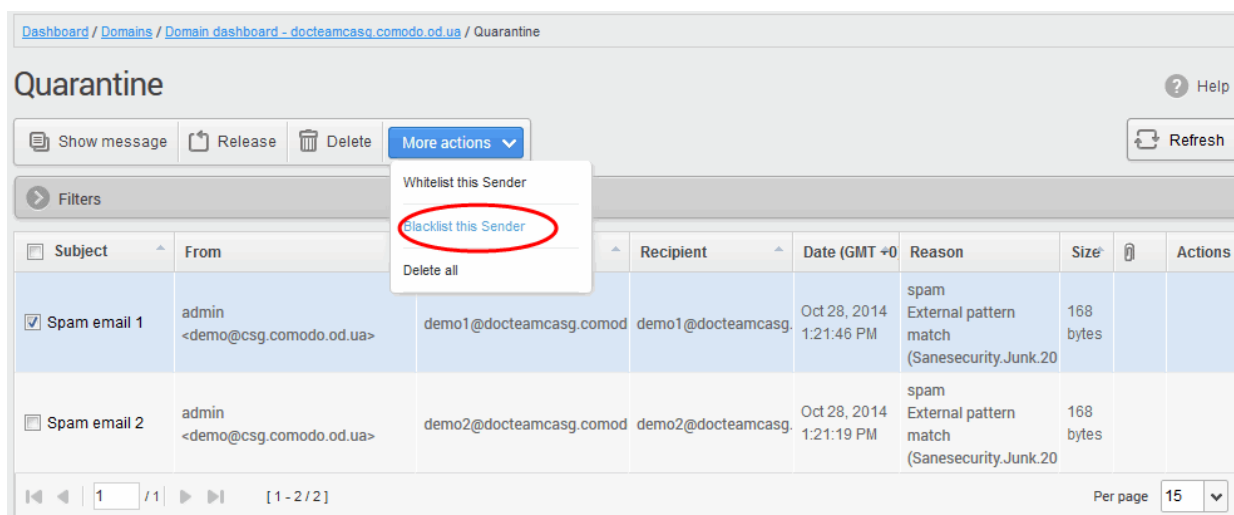 Dashboard / Domains / Domain dashboard - docteamcasg.comodo.od.ua / Quarantine
Quarantine
Help
Show message Release Delete More actions Refresh
Whitelist this Sender
Filters
Blacklist this Sender
Delete all
Subject From Recipient Date (GMT +0 Reason Size Actions
Spam email 1
admin
<demo@csg.comodo.od.ua>
demo1@docteamcasg.comod
demo1@docteamcasg.
Oct 28, 2014
1:21:46 PM
spam
External pattern
match
(Sanesecurity.Junk.20
168
bytes
Spam email 2
admin
<demo@csg.comodo.od.ua>
demo2@docteamcasg.comod
demo2@docteamcasg.
Oct 28, 2014
1:21:19 PM
spam
External pattern
match
(Sanesecurity.Junk.20
168
bytes
1 / 1 [ 1 - 2 / 2 ] Per page 15